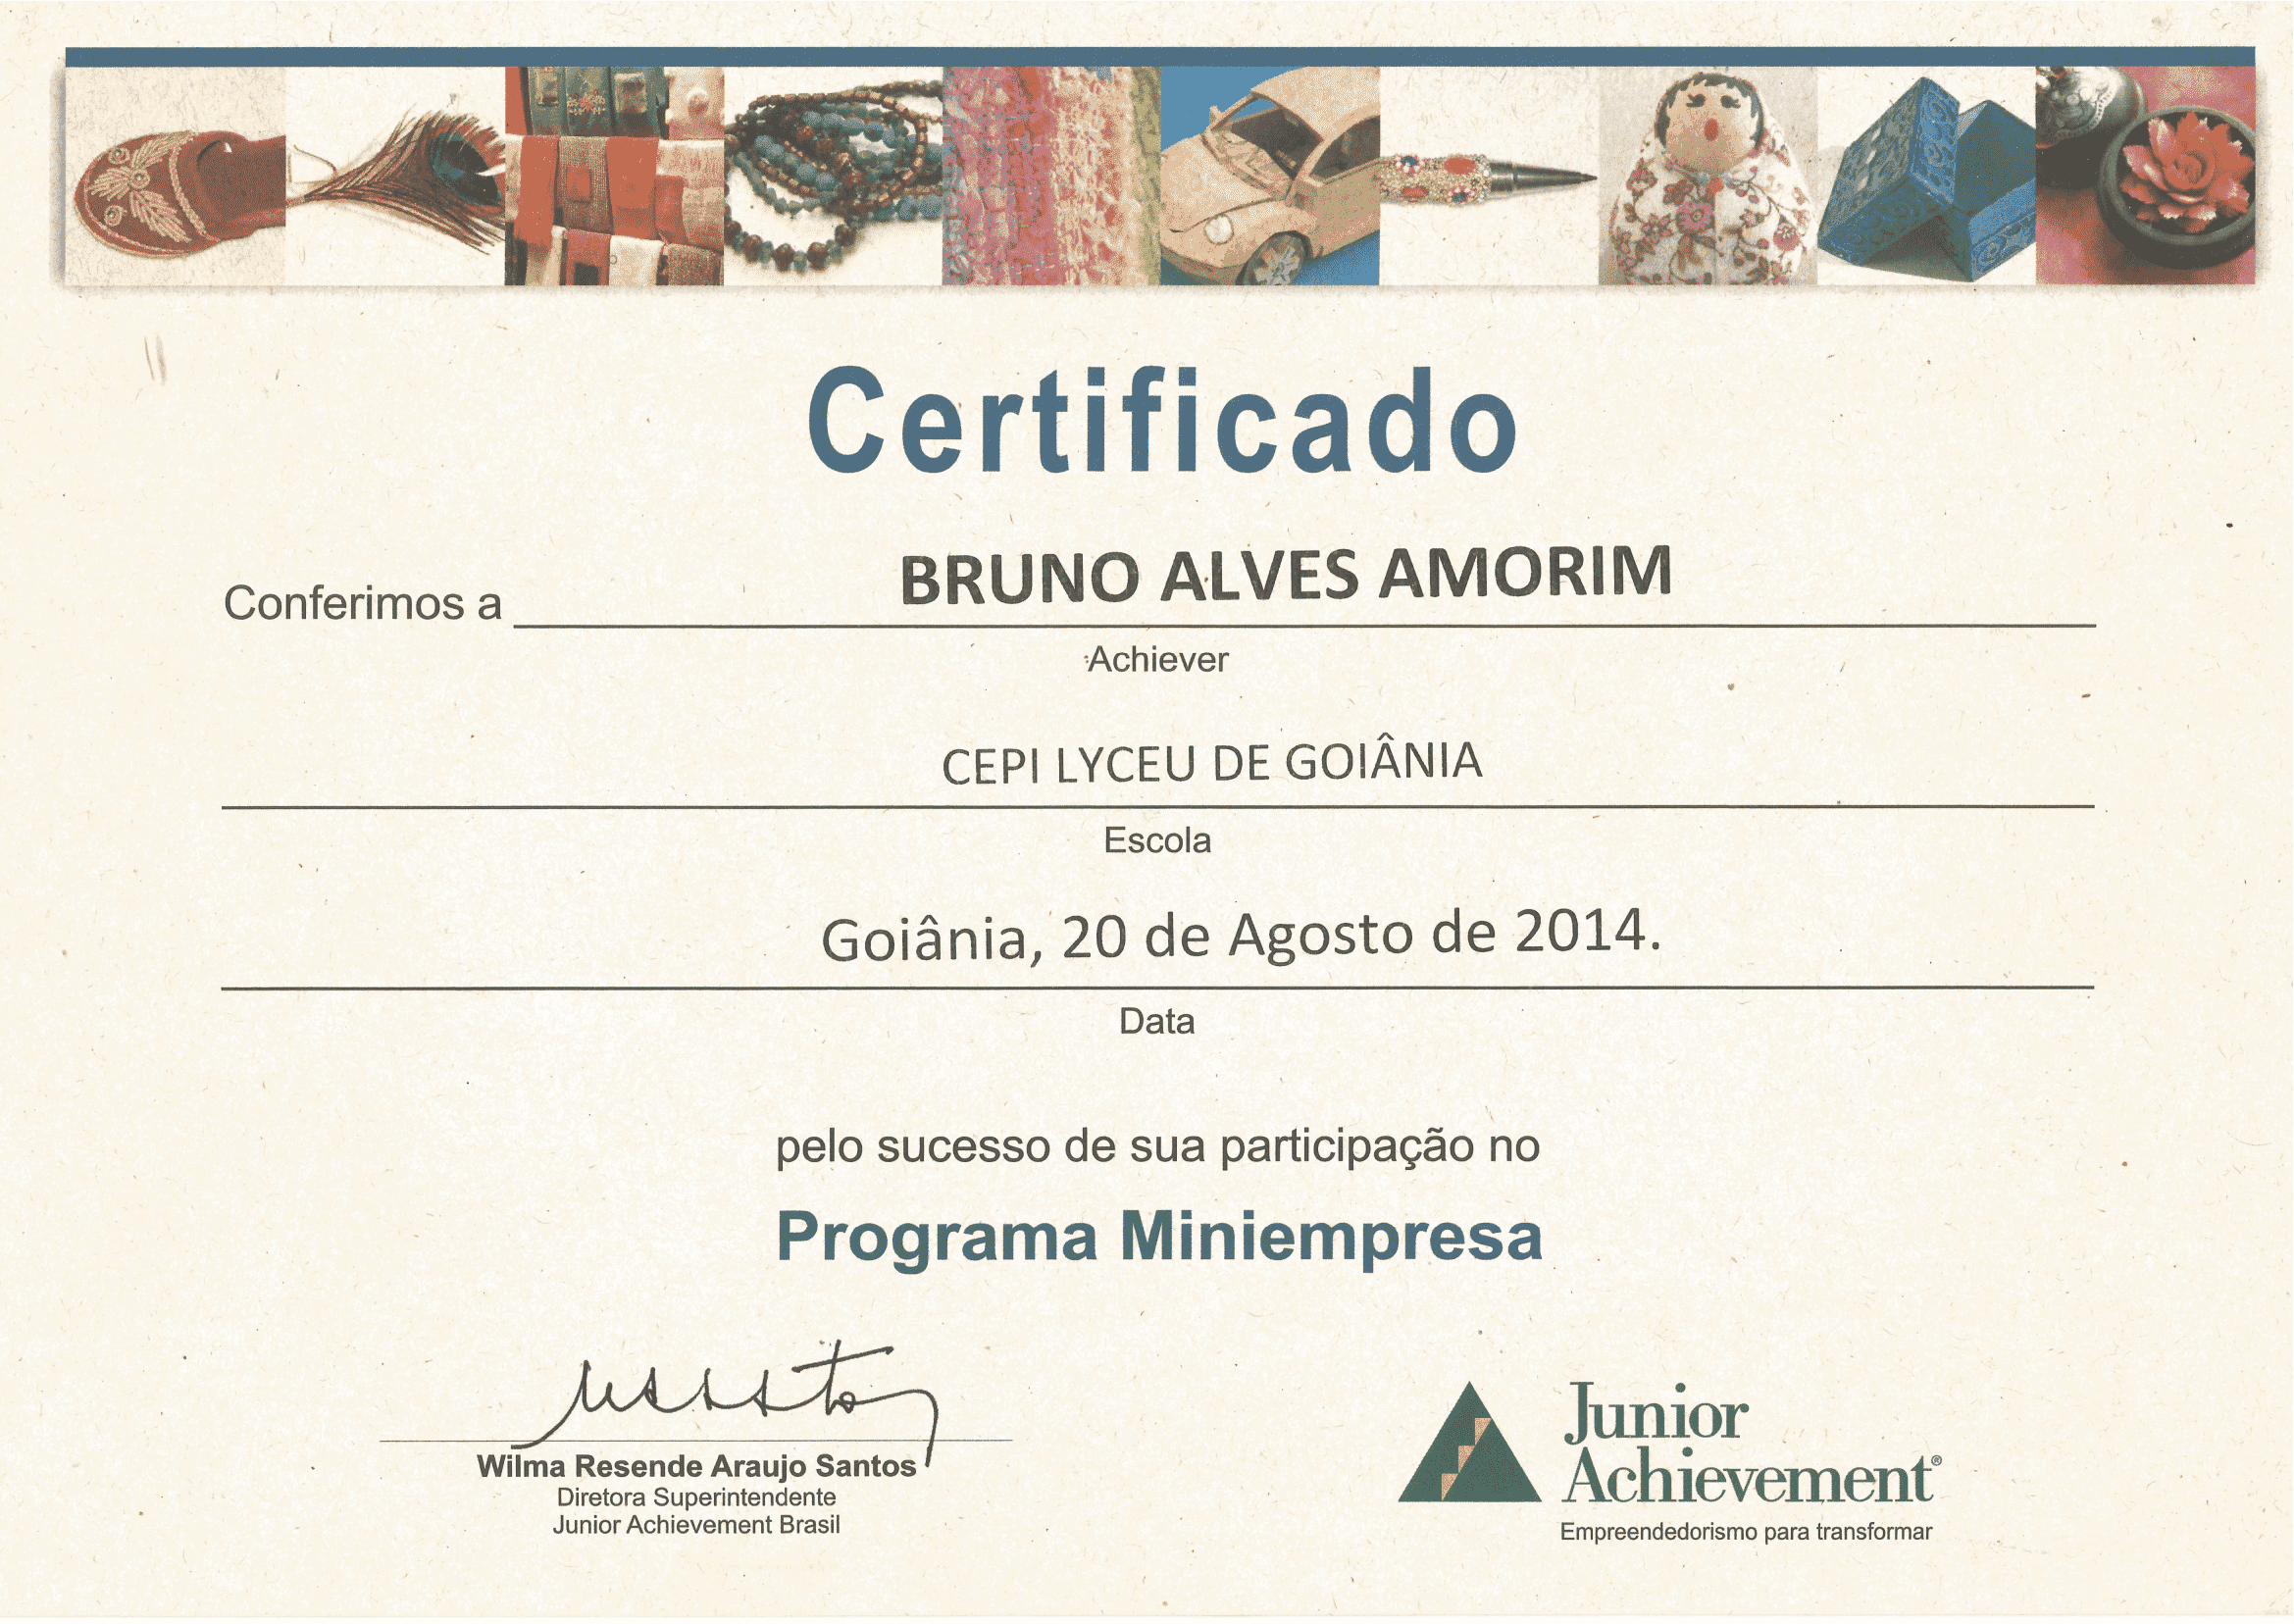 Certificado
Conferimos a BRUNO ALVES AMORIM
Achiever
CEPI LYCEU DE GOIÂNIA
Escola
Goiânia, 20 de Agosto de 2014.
Data
pelo sucesso de sua participação no
Programa Miniempresa
Wilma Resende Araujo Santos
Diretora Superintendente
Junior Achievement Brasil
Junior
Achievement®
Empreendedorismo para transformar